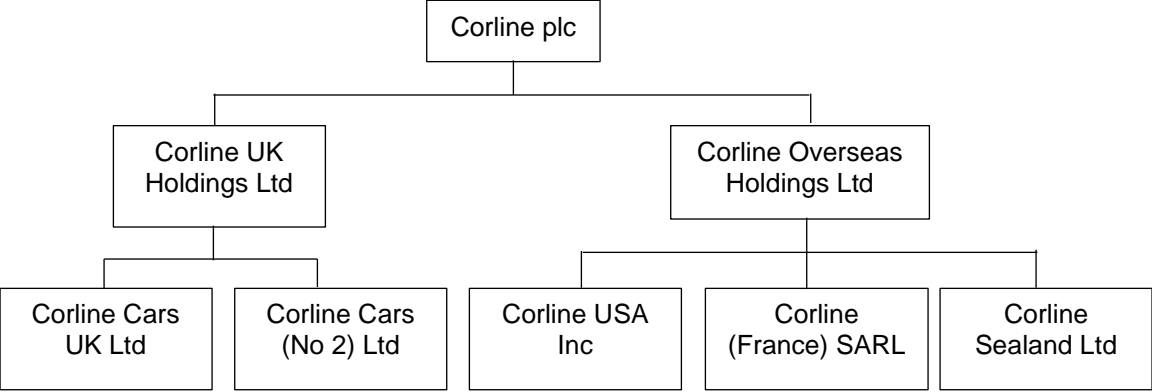 Corline plc
Corline UK
Holdings Ltd
Corline Overseas
Holdings Ltd
Corline Cars
UK Ltd
Corline Cars
(No 2) Ltd
Corline USA
Inc
Corline
(France) SARL
Corline
Sealand Ltd